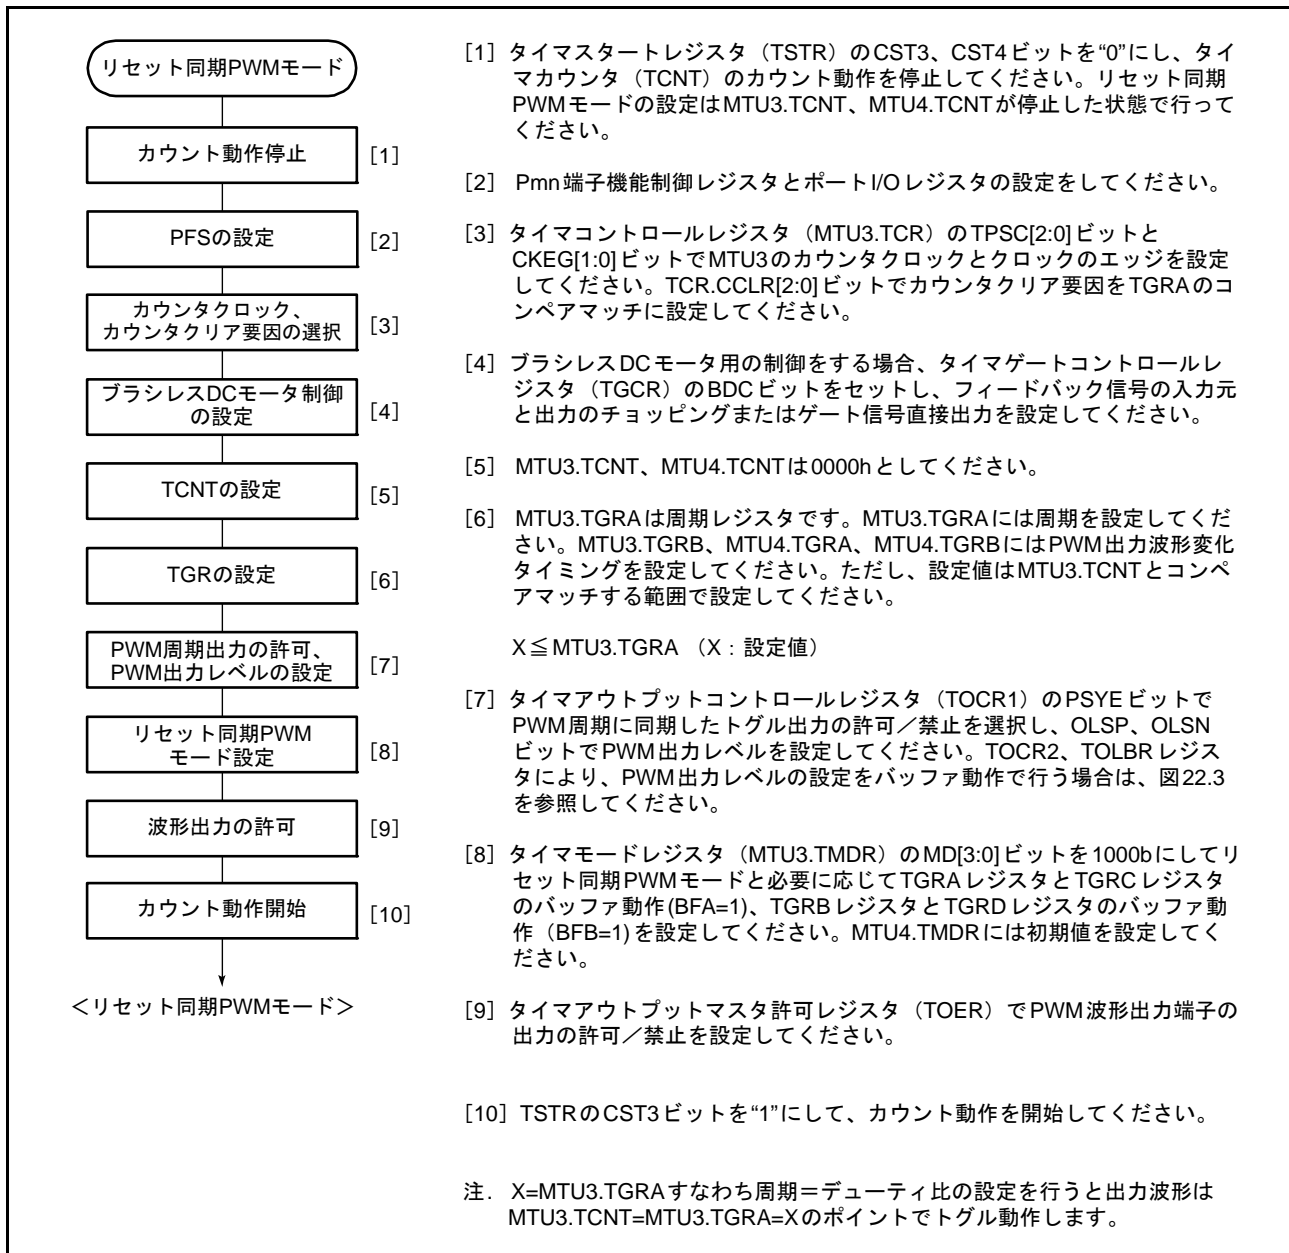 リセット同期PWMモード
カウント動作停止 [1]
PFSの設定 [2]
カウンタクロック、
カウンタクリア要因の選択 [3]
ブラシレスDCモータ制御
の設定 [4]
TCNTの設定 [5]
TGRの設定 [6]
PWM周期出力の許可、
PWM出力レベルの設定 [7]
リセット同期PWM
モード設定 [8]
波形出力の許可 [9]
カウント動作開始 [10]
＜リセット同期PWMモード＞
[1] タイマスタートレジスタ（TSTR）のCST3、CST4ビットを“0”にし、タイ
マカウンタ（TCNT）のカウント動作を停止してください。リセット同期
PWMモードの設定はMTU3.TCNT、MTU4.TCNTが停止した状態で行って
ください。
[2] Pmn端子機能制御レジスタとポートI/Oレジスタの設定をしてください。
[3] タイマコントロールレジスタ（MTU3.TCR）のTPSC[2:0]ビットと
CKEG[1:0]ビットでMTU3のカウンタクロックとクロックのエッジを設定
してください。TCR.CCLR[2:0]ビットでカウンタクリア要因をTGRAのコ
ンペアマッチに設定してください。
[4] ブラシレスDCモータ用の制御をする場合、タイマゲートコントロールレ
ジスタ（TGCR）のBDCビットをセットし、フィードバック信号の入力元
と出力のチョッピングまたはゲート信号直接出力を設定してください。
[5] MTU3.TCNT、MTU4.TCNTは0000hとしてください。
[6] MTU3.TGRAは周期レジスタです。MTU3.TGRAには周期を設定してくだ
さい。MTU3.TGRB、MTU4.TGRA、MTU4.TGRBにはPWM出力波形変化
タイミングを設定してください。ただし、設定値はMTU3.TCNTとコンペ
アマッチする範囲で設定してください。
X≦MTU3.TGRA （X：設定値）
[7] タイマアウトプットコントロールレジスタ（TOCR1）のPSYEビットで
PWM周期に同期したトグル出力の許可／禁止を選択し、OLSP、OLSN
ビットでPWM出力レベルを設定してください。TOCR2、TOLBRレジス
タにより、PWM出力レベルの設定をバッファ動作で行う場合は、図22.3
を参照してください。
[8] タイマモードレジスタ（MTU3.TMDR）のMD[3:0]ビットを1000bにしてリ
セット同期PWMモードと必要に応じてTGRAレジスタとTGRCレジスタ
のバッファ動作(BFA=1)、TGRBレジスタとTGRDレジスタのバッファ動
作（BFB=1)を設定してください。MTU4.TMDRには初期値を設定してく
ださい。
[9] タイマアウトプットマスタ許可レジスタ（TOER）でPWM波形出力端子の
出力の許可／禁止を設定してください。
[10] TSTRのCST3ビットを“1”にして、カウント動作を開始してください。
注． X=MTU3.TGRAすなわち周期＝デューティ比の設定を行うと出力波形は
MTU3.TCNT=MTU3.TGRA=Xのポイントでトグル動作します。